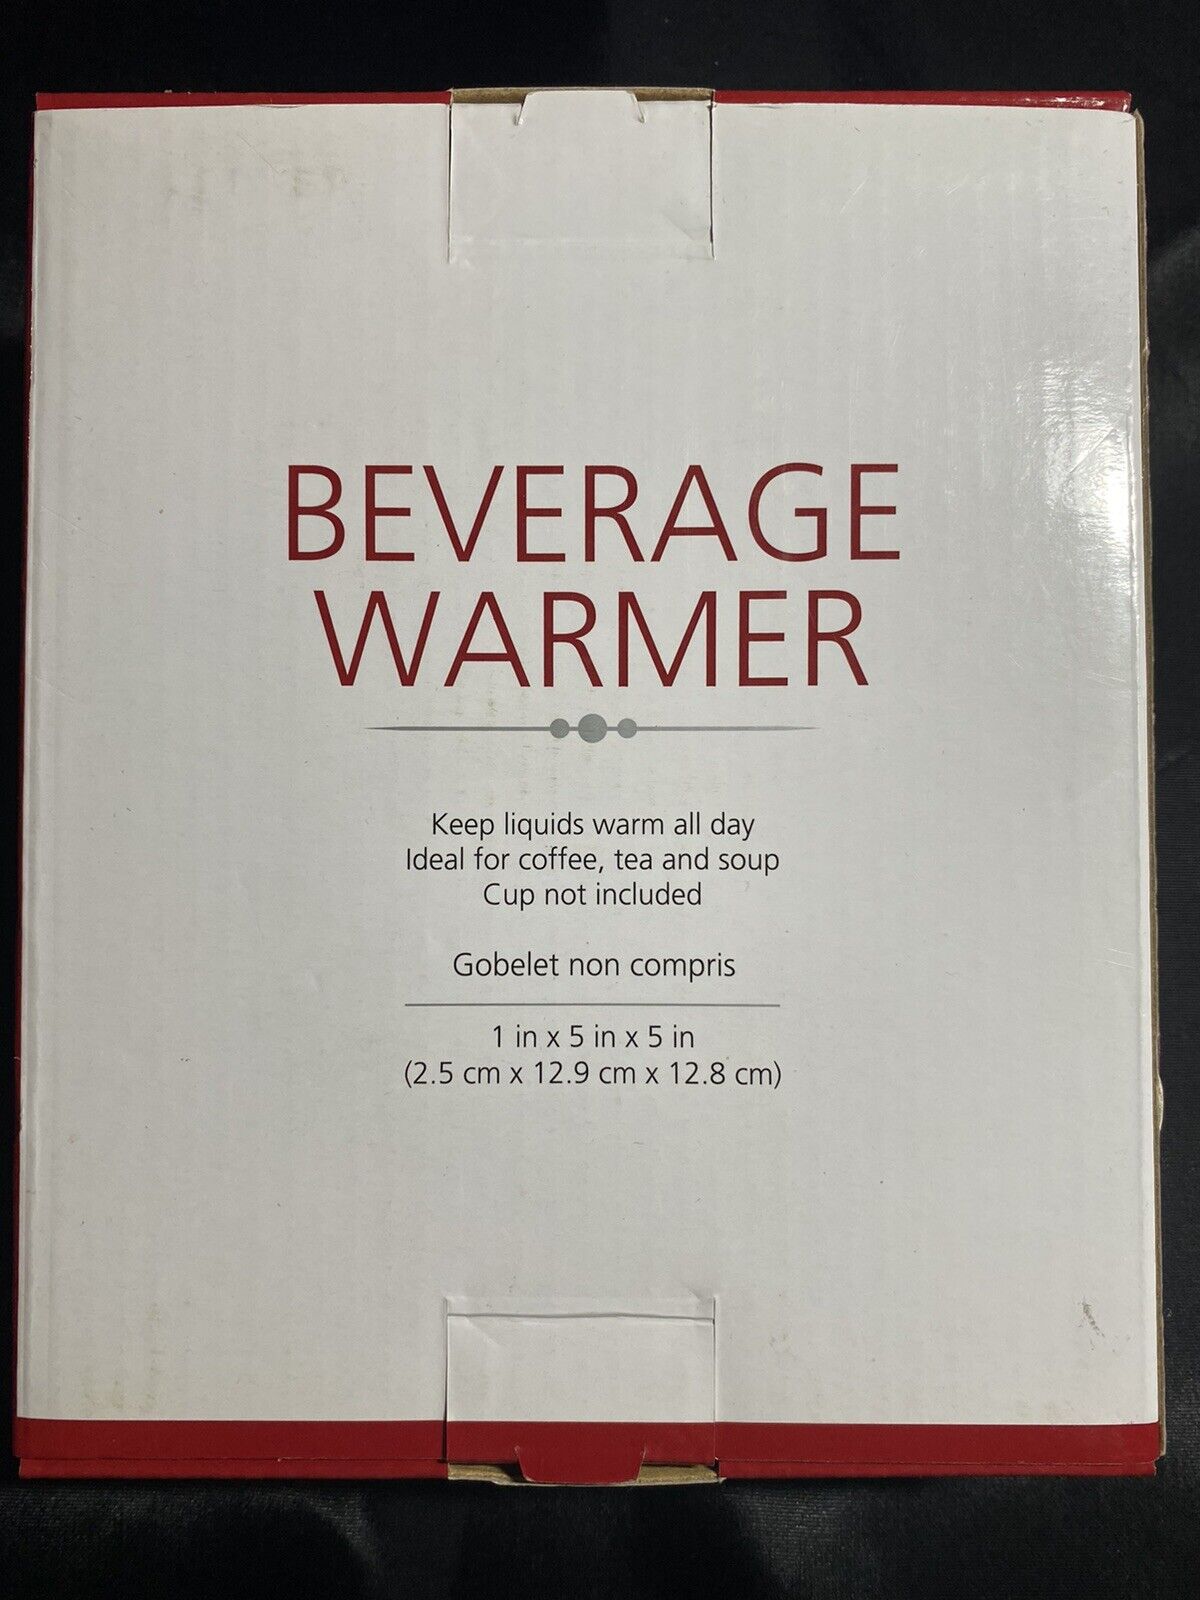 BEVERAGE
WARMER
Keep liquids warm all day
Ideal for coffee, tea and soup
Cup not included
Gobelet non compris
1 in x 5 in x 5 in
(2.5 cm x 12.9 cm x 12.8 cm)